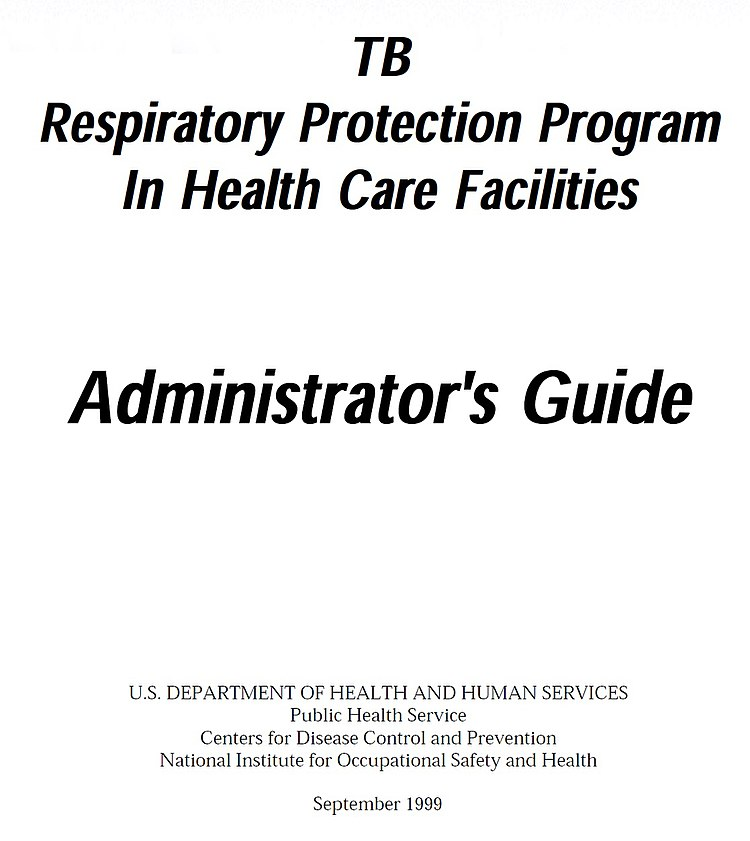 TB
Respiratory Protection Program
In Health Care Facilities
Administrator's Guide
U.S. DEPARTMENT OF HEALTH AND HUMAN SERVICES
Public Health Service
Centers for Disease Control and Prevention
National Institute for Occupational Safety and Health
September 1999